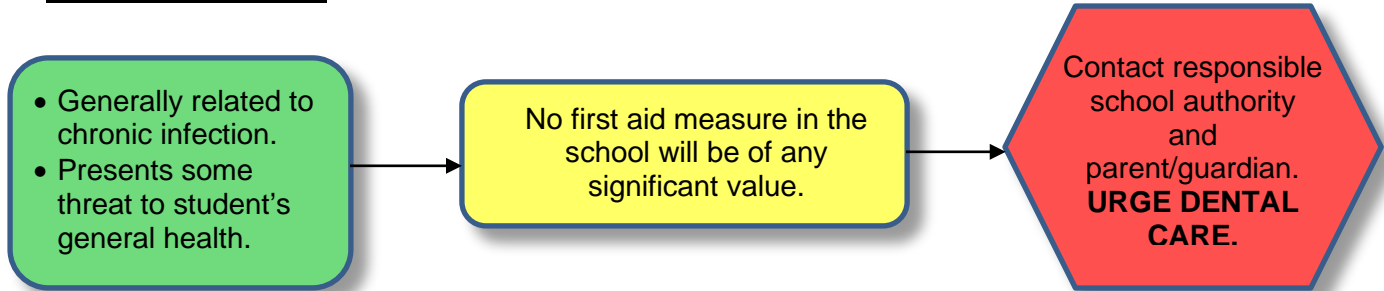 • Generally related to
chronic infection.
• Presents some
threat to student’s
general health.
No first aid measure in the
school will be of any
significant value.
Contact responsible
school authority
and
parent/guardian.
URGE DENTAL
CARE.